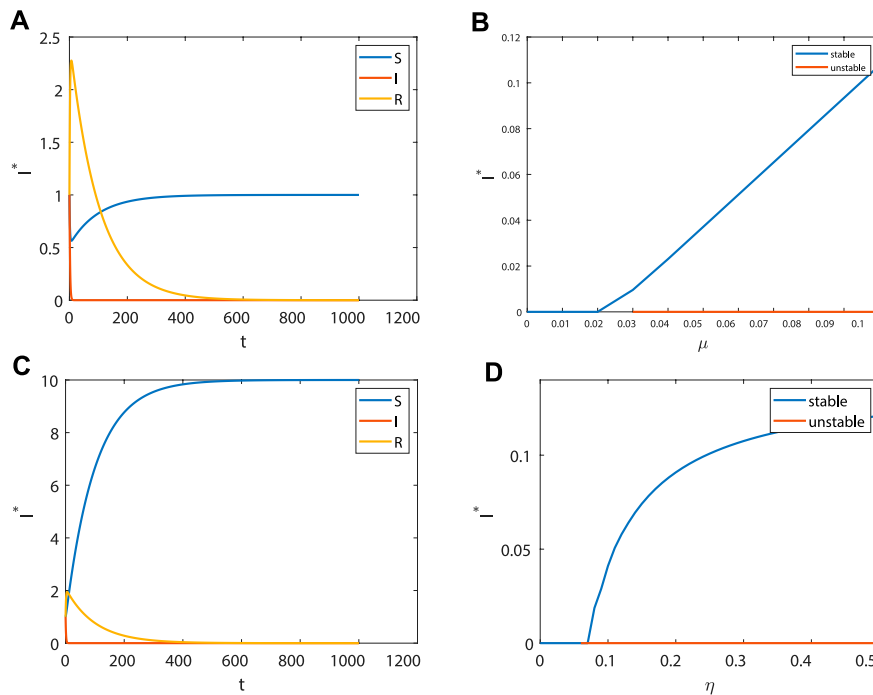 A
2.5
2
1.5
1
0.5
0
I*
0 200 400 600 800 1000 1200
t
S
I
R
B
0.12
0.1
0.08
0.06
0.04
0.02
0
I*
0 0.01 0.02 0.03 0.04 0.05 0.06 0.07 0.08 0.09 0.1
μ
stable
unstable
C
10
8
6
4
2
0
I*
0 200 400 600 800 1000 1200
t
S
I
R
D
0.1
0.05
0
I*
0 0.1 0.2 0.3 0.4 0.5
η
stable
unstable